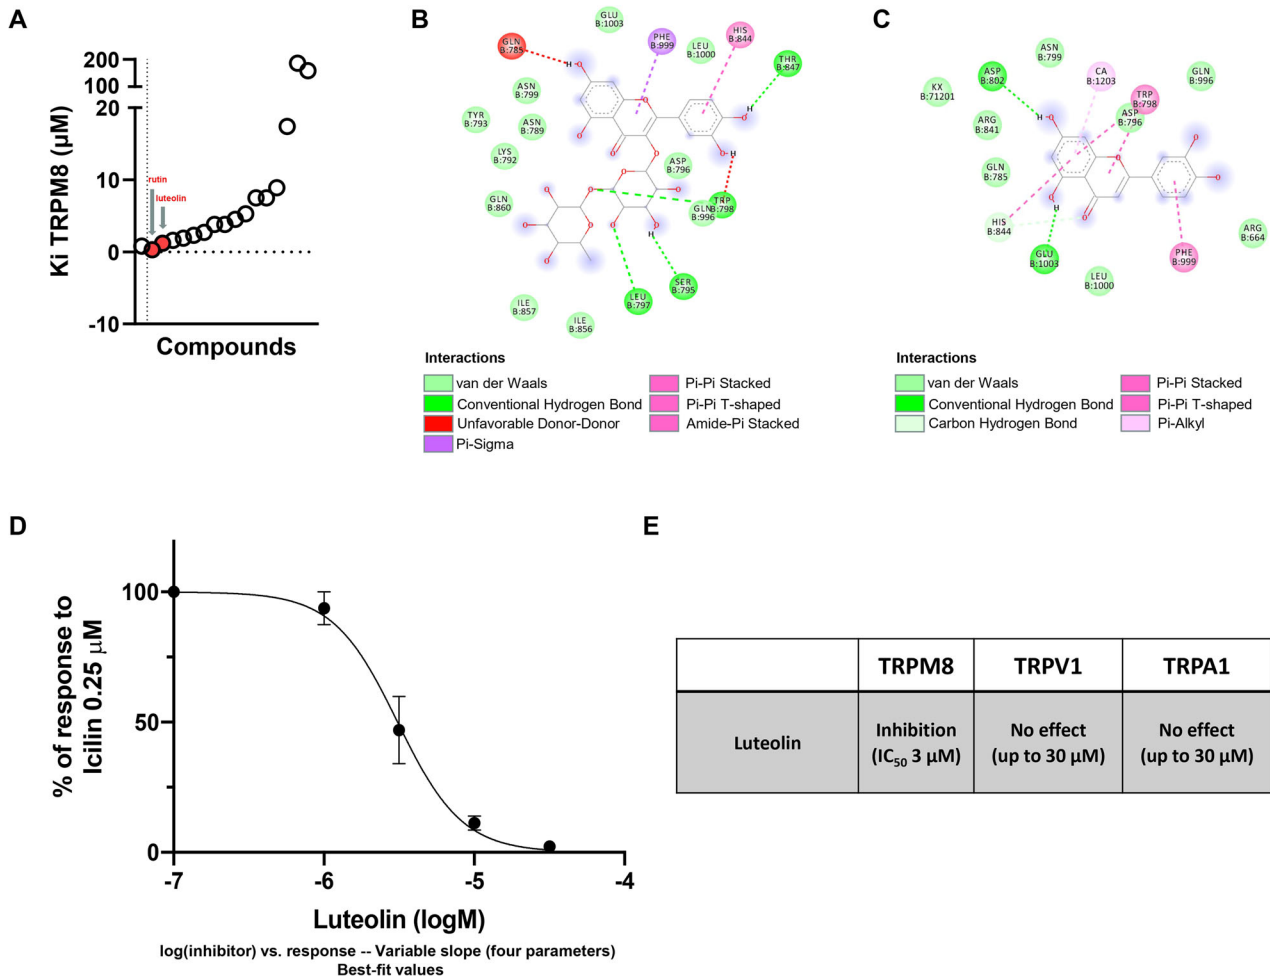 A
Ki TRPM8 (µM)
200
100
20
10
0
-10
rutin
luteolin
Compounds
B
GLU
B:1003
GLN
B:785
PHE
B:999
LEU
B:1000
HIS
B:844
THR
B:847
ASN
B:799
TYR
B:793
ASN
B:789
LYS
B:792
ASP
B:796
GLN
B:860
GLN
B:996
TRP
B:798
SER
B:795
LEU
B:797
ILE
B:857
ILE
B:856
H
O
H
O
O
H
O
O
O
O
O
O
O
O
O
O
O
H
O
O
Interactions
van der Waals
Conventional Hydrogen Bond
Unfavorable Donor-Donor
Pi-Sigma
Pi-Pi Stacked
Pi-Pi T-shaped
Amide-Pi Stacked
C
ASN
B:799
ASP
B:802
CA
B:1203
GLN
B:996
KX
B:71201
TRP
B:798
ASP
B:796
ARG
B:841
GLN
B:785
HIS
B:844
ARG
B:664
GLU
B:1003
PHE
B:999
LEU
B:1000
H
O
O
O
O
O
H
O
Interactions
van der Waals
Conventional Hydrogen Bond
Carbon Hydrogen Bond
Pi-Pi Stacked
Pi-Pi T-shaped
Pi-Alkyl
D
% of response to
Icilin 0.25 µM
100
50
0
-7
-6
-5
-4
Luteolin (logM)
log(inhibitor) vs. response -- Variable slope (four parameters)
Best-fit values
E
TRPM8 TRPV1 TRPA1
Luteolin
Inhibition
(IC50 3 µM)
No effect
(up to 30 µM)
No effect
(up to 30 µM)